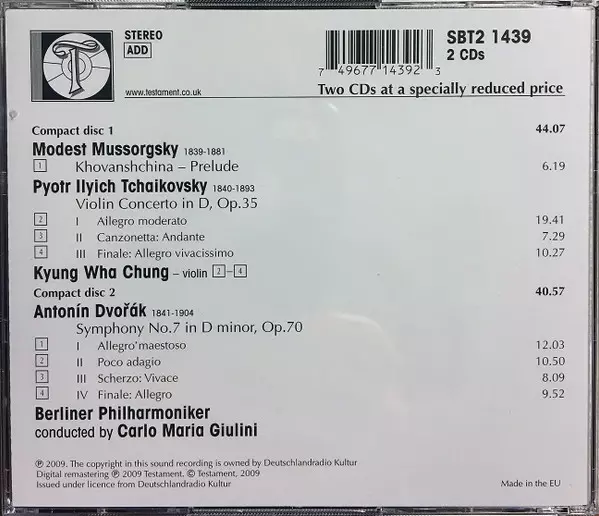 STEREO
ADD
T
www.testament.co.uk
SBT2 1439
2 CDs
7 49677 14392 3
Two CDs at a specially reduced price
Compact disc 1 44.07
Modest Mussorgsky 1839-1881
1 Khovanshchina – Prelude 6.19
Pyotr Ilyich Tchaikovsky 1840-1893
Violin Concerto in D, Op.35
2 I Allegro moderato 19.41
3 II Canzonetta: Andante 7.29
4 III Finale: Allegro vivacissimo 10.27
Kyung Wha Chung – violin 2–4
Compact disc 2 40.57
Antonín Dvořák 1841-1904
Symphony No.7 in D minor, Op.70
1 I Allegro maestoso 12.03
2 II Poco adagio 10.50
3 III Scherzo: Vivace 8.09
4 IV Finale: Allegro 9.52
Berliner Philharmoniker
conducted by Carlo Maria Giulini
℗ 2009. The copyright in this sound recording is owned by Deutschlandradio Kultur
Digital remastering ℗ 2009 Testament. © Testament, 2009
Issued under licence from Deutschlandradio Kultur
Made in the EU